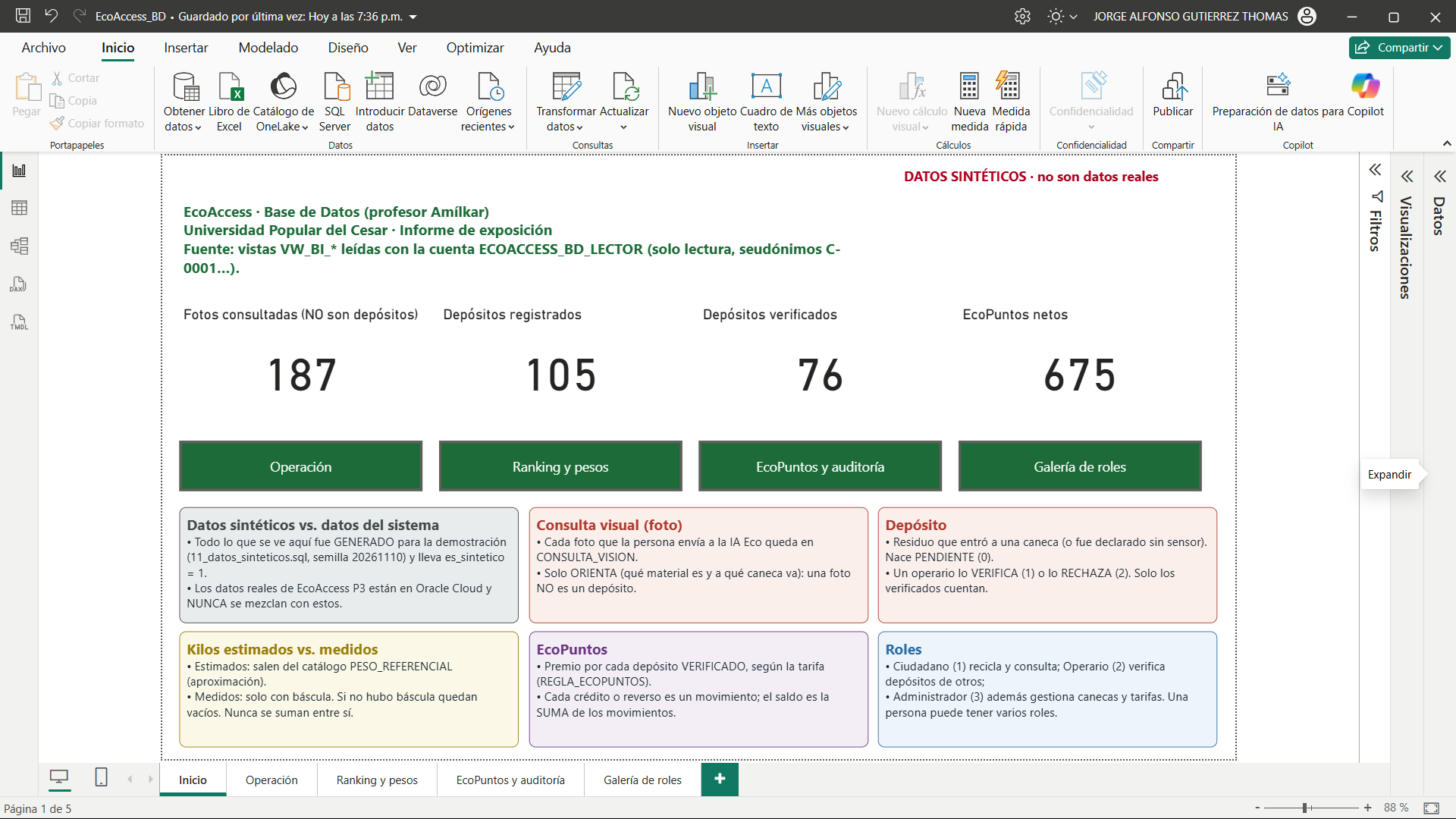 EcoAccess_BD • Guardado por última vez: Hoy a las 7:36 p.m.
JORGE ALFONSO GUTIERREZ THOMAS
Archivo
Inicio
Insertar
Modelado
Diseño
Ver
Optimizar
Ayuda
Compartir
Pegar
Cortar
Copia
Copiar formato
Portapapeles
Obtener datos
Libro de Excel
Catálogo de OneLake
SQL Server
Introducir datos
Dataverse
Orígenes recientes
Datos
Transformar datos
Actualizar
Consultas
Nuevo objeto visual
Cuadro de texto
Más objetos visuales
Insertar
Nuevo cálculo visual
Nueva medida
Medida rápida
Cálculos
Confidencialidad
Confidencialidad
Publicar
Compartir
Preparación de datos para IA
Copilot
Copilot
DATOS SINTÉTICOS · no son datos reales
EcoAccess · Base de Datos (profesor Amílkar)
Universidad Popular del Cesar · Informe de exposición
Fuente: vistas VW_BI_* leídas con la cuenta ECOACCESS_BD_LECTOR (solo lectura, seudónimos C-
0001...).
Fotos consultadas (NO son depósitos)
187
Depósitos registrados
105
Depósitos verificados
76
EcoPuntos netos
675
Operación
Ranking y pesos
EcoPuntos y auditoría
Galería de roles
Datos sintéticos vs. datos del sistema
• Todo lo que se ve aquí fue GENERADO para la demostración
(11_datos_sinteticos.sql, semilla 20261110) y lleva es_sintetico
= 1.
• Los datos reales de EcoAccess P3 están en Oracle Cloud y
NUNCA se mezclan con estos.
Consulta visual (foto)
• Cada foto que la persona envía a la IA Eco queda en
CONSULTA_VISION.
• Solo ORIENTA (qué material es y a qué caneca va): una foto
NO es un depósito.
Depósito
• Residuo que entró a una caneca (o fue declarado sin sensor).
Nace PENDIENTE (0).
• Un operario lo VERIFICA (1) o lo RECHAZA (2). Solo los
verificados cuentan.
Kilos estimados vs. medidos
• Estimados: salen del catálogo PESO_REFERENCIAL
(aproximación).
• Medidos: solo con báscula. Si no hubo báscula quedan
vacíos. Nunca se suman entre sí.
EcoPuntos
• Premio por cada depósito VERIFICADO, según la tarifa
(REGLA_ECOPUNTOS).
• Cada crédito o reverso es un movimiento; el saldo es la
SUMA de los movimientos.
Roles
• Ciudadano (1) recicla y consulta; Operario (2) verifica
depósitos de otros;
• Administrador (3) además gestiona canecas y tarifas. Una
persona puede tener varios roles.
Filtros
Visualizaciones
Datos
Expandir
DAX
TMDL
Inicio
Operación
Ranking y pesos
EcoPuntos y auditoría
Galería de roles
+
Página 1 de 5
- + 88 %